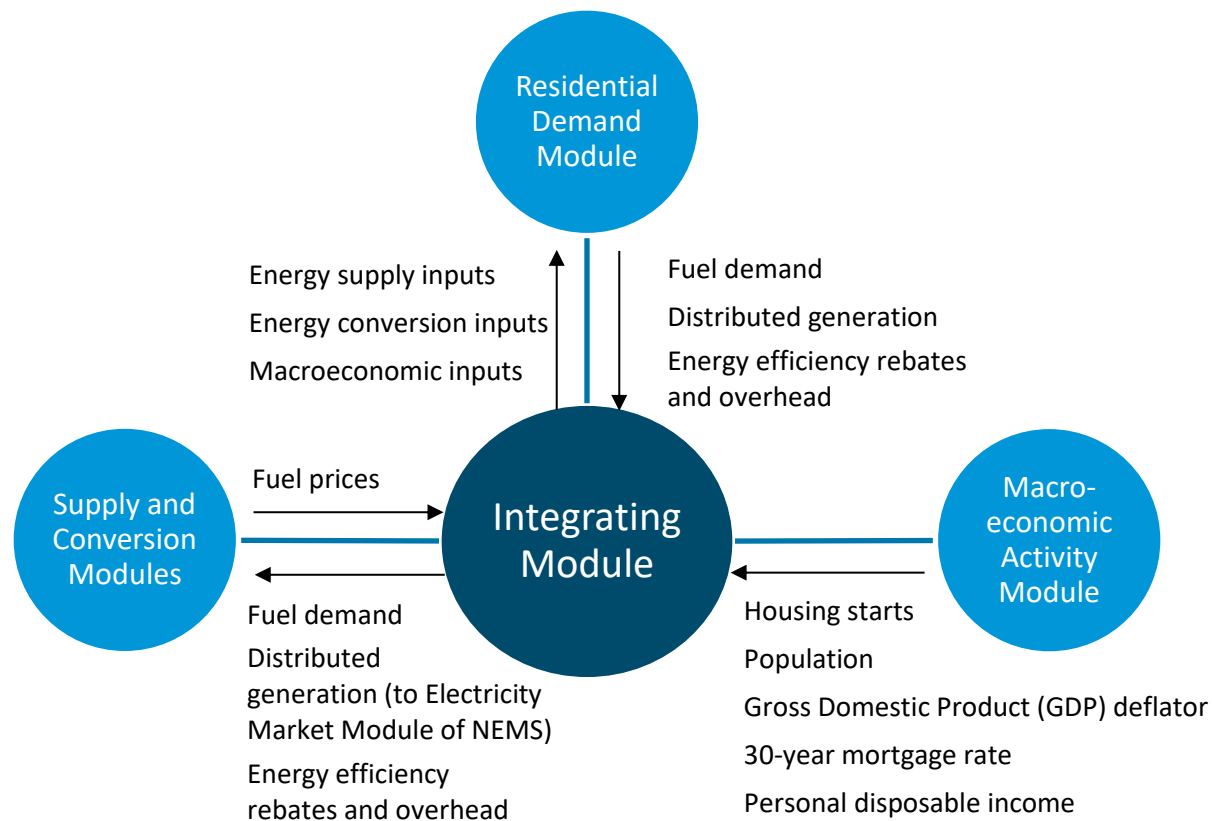 Residential
Demand
Module
Energy supply inputs
Energy conversion inputs
Macroeconomic inputs
Fuel demand
Distributed generation
Energy efficiency rebates
and overhead
Supply and
Conversion
Modules
Fuel prices
Integrating
Module
Macro-
economic
Activity
Module
Fuel demand
Distributed
generation (to Electricity
Market Module of NEMS)
Energy efficiency
rebates and overhead
Housing starts
Population
Gross Domestic Product (GDP) deflator
30-year mortgage rate
Personal disposable income